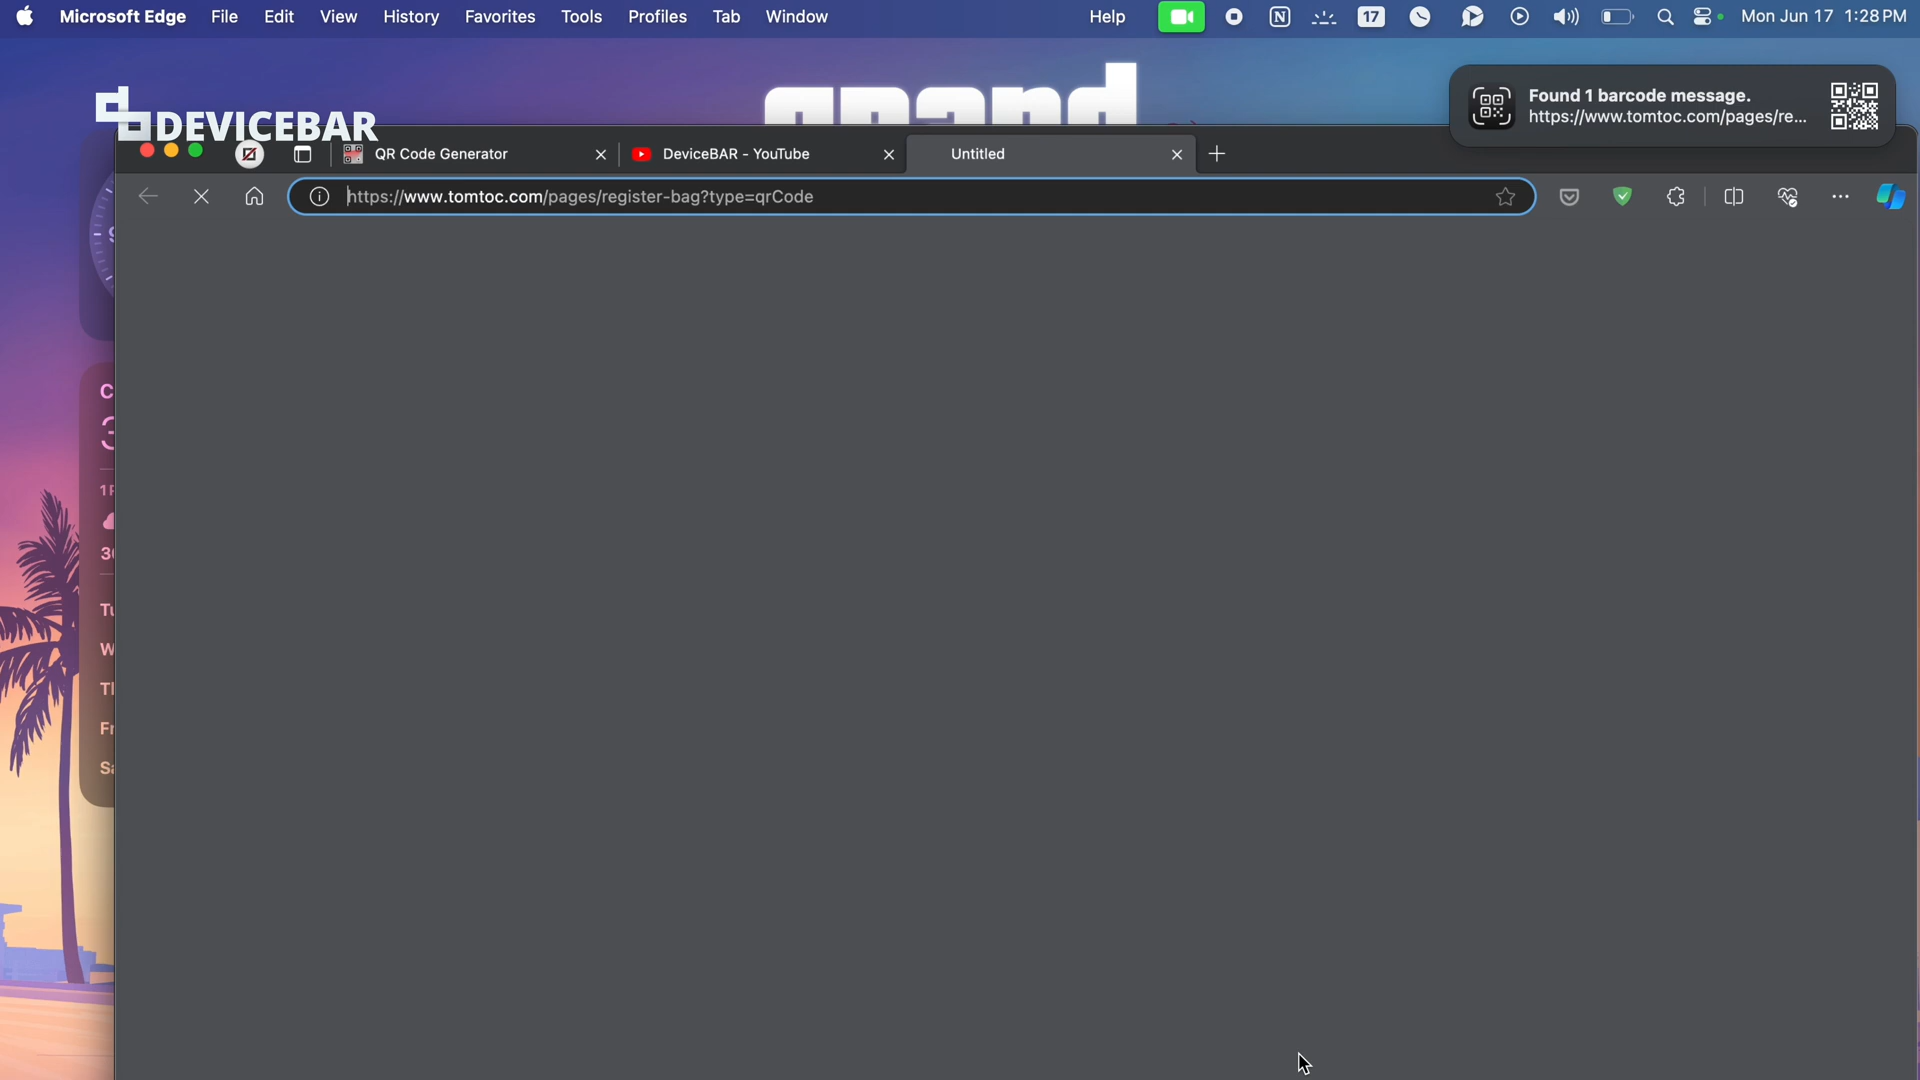 Microsoft Edge File Edit View History Favorites Tools Profiles Tab Window Help 17 Mon Jun 17 1:28 PM
Found 1 barcode message.
https://www.tomtoc.com/pages/re...
DEVICEBAR
QR Code Generator
DeviceBAR - YouTube
Untitled
https://www.tomtoc.com/pages/register-bag?type=qrCode